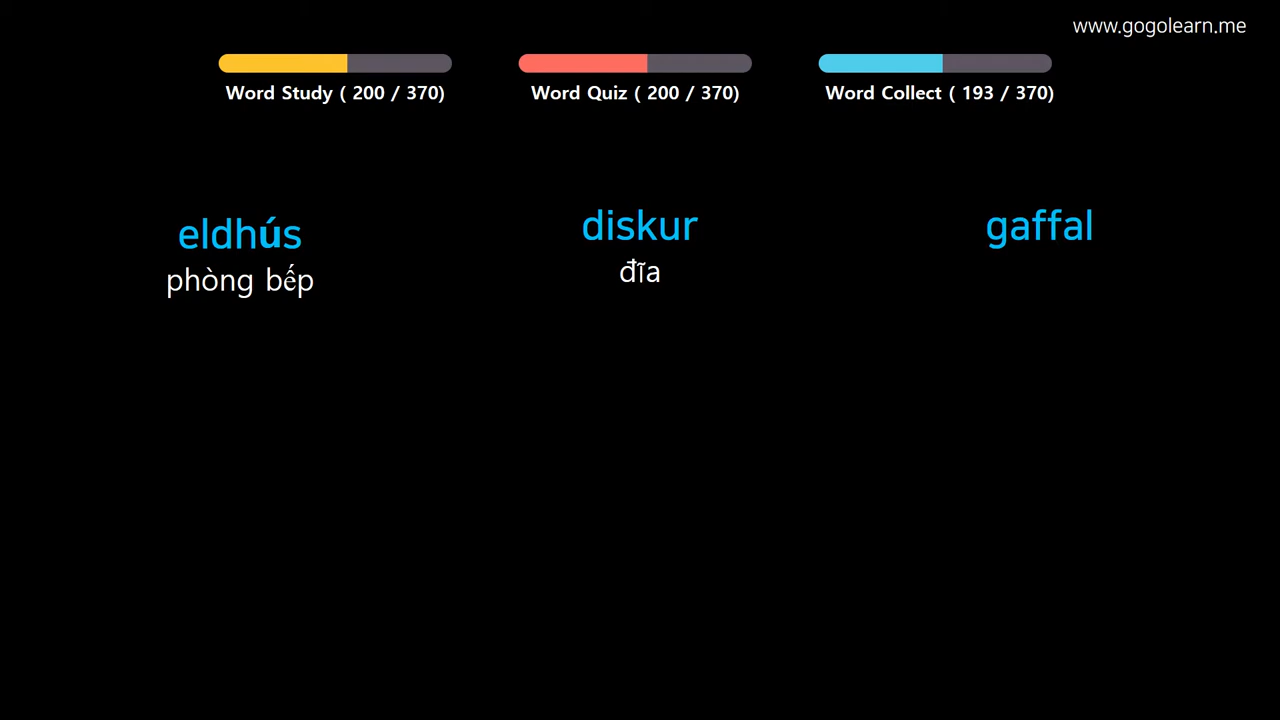 www.gogolearn.me
Word Study ( 200 / 370)
Word Quiz ( 200 / 370)
Word Collect ( 193 / 370)
eldhús
phòng bếp
diskur
đĩa
gaffal